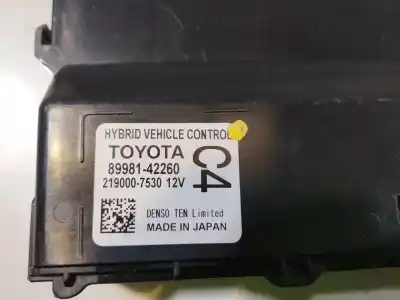 HYBRID VEHICLE CONTROL
TOYOTA
89981-42260
219000-7530 12V
C4
DENSO TEN Limited
MADE IN JAPAN